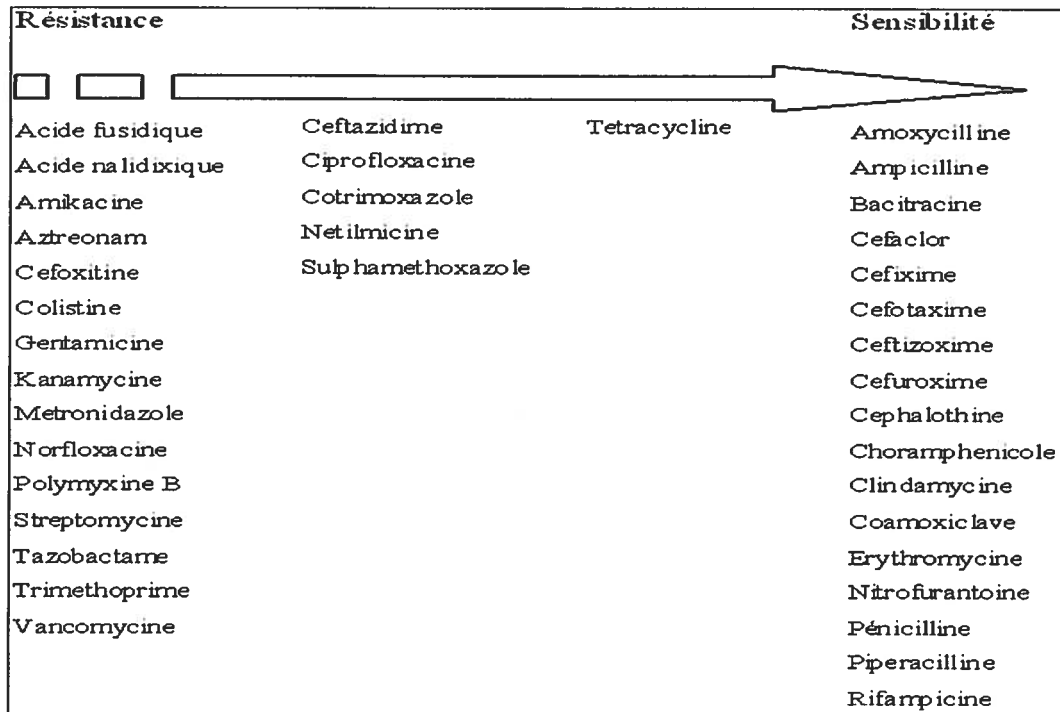 Résistance Sensibilité
Acide fusidique Ceftazidime Tetracycline Amoxycilline
Acide nalidixique Ciprofloxacine Ampicilline
Amikacine Cotrimoxazole Bacitracine
Aztreonam Netilmicine Cefaclor
Cefoxitine Sulphamethoxazole Cefixime
Colistine Cefotaxime
Gentamicine Ceftizoxime
Kanamycine Cefuroxime
Metronidazole Cephalothine
Norfloxacine Choramphenicole
Polymyxine B Clindamycine
Streptomycine Coamoxiclave
Tazobactame Erythromycine
Trimethoprime Nitrofurantoine
Vancomycine Pénicilline
Piperacilline
Rifampicine